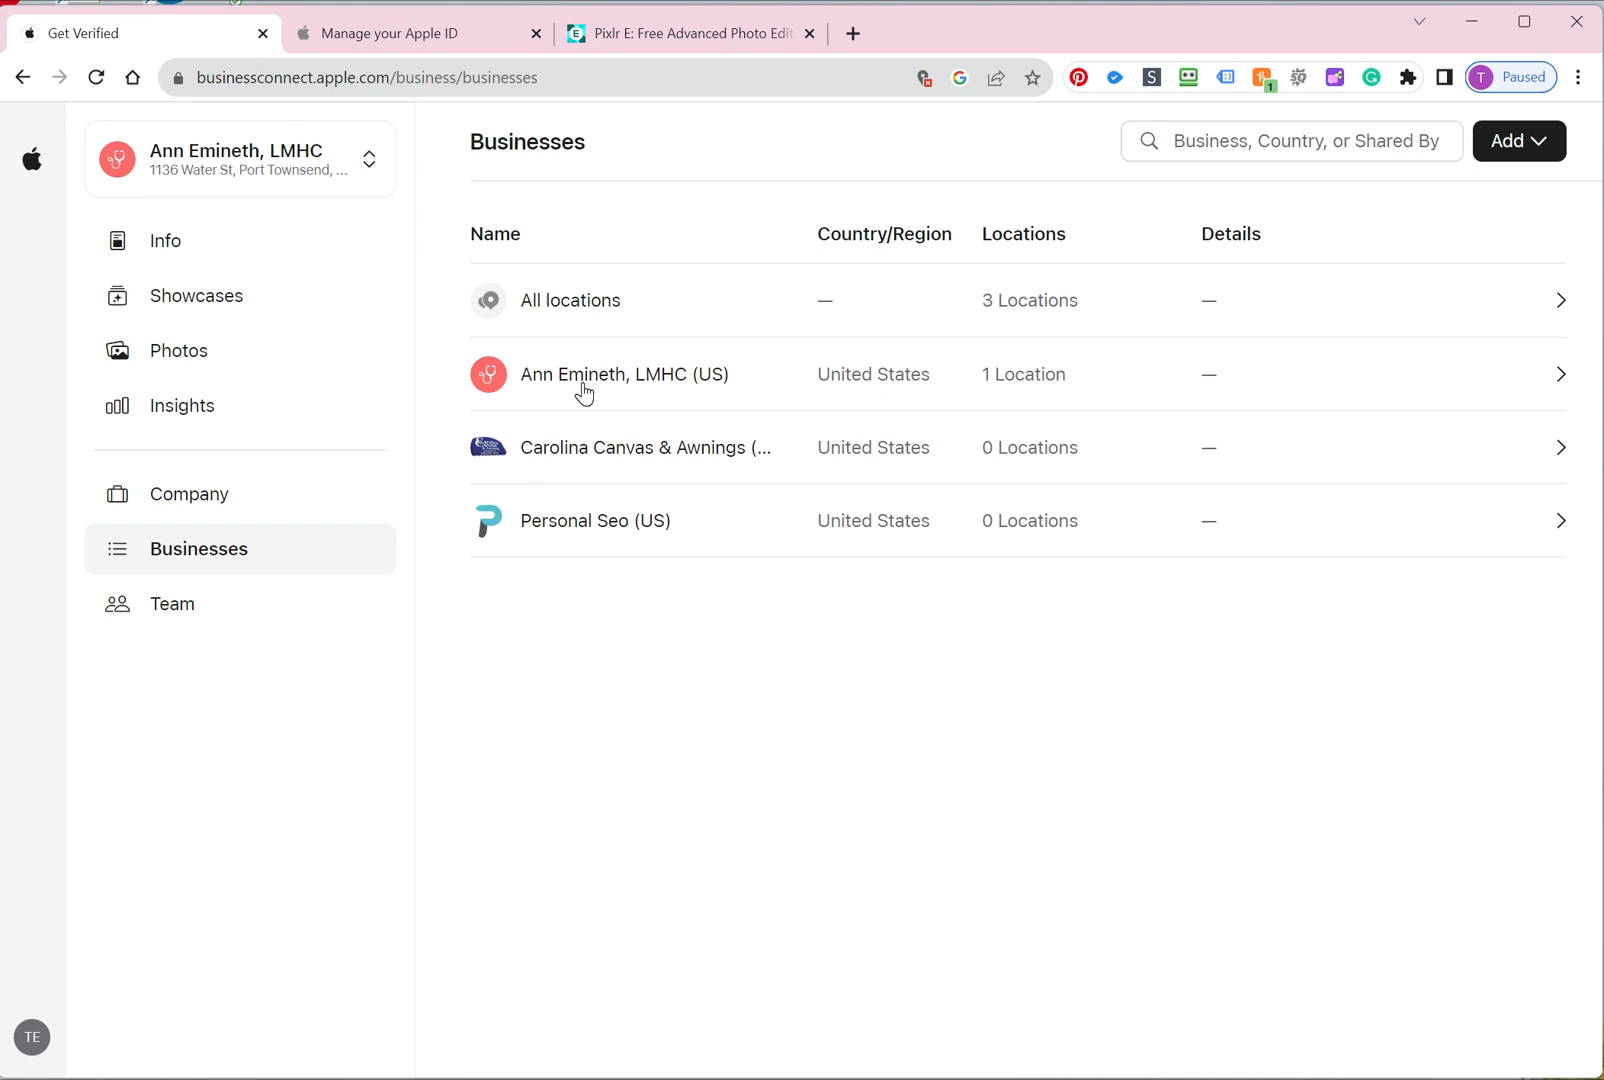 Get Verified
Manage your Apple ID
Pixlr E: Free Advanced Photo Edit
businessconnect.apple.com/business/businesses
1
T Paused
Ann Emineth, LMHC
1136 Water St, Port Townsend, ...
Info
Showcases
Photos
Insights
Company
Businesses
Team
TE
Businesses
Business, Country, or Shared By
Add
Name Country/Region Locations Details
All locations — 3 Locations —
Ann Emineth, LMHC (US) United States 1 Location —
Carolina Canvas & Awnings (... United States 0 Locations —
Personal Seo (US) United States 0 Locations —